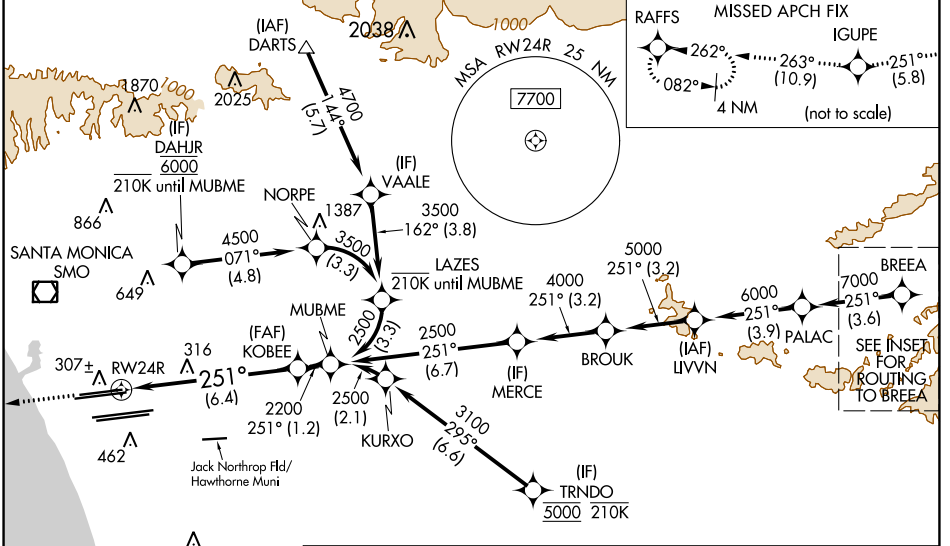 (IAF)
DARTS
2038
1000
1870
1000
2025
4700
144°
(5.7)
MSA RW24R 25 NM
7700
MISSED APCH FIX
RAFFS
IGUPE
262°
263°
(10.9)
251°
(5.8)
082°
4 NM
(not to scale)
(IF)
DAHJR
6000
210K until MUBME
(IF)
VAALE
NORPE
1387
3500
162° (3.8)
866
4500
071°
(4.8)
3500
(3.3)
SANTA MONICA
SMO
649
LAZES
210K until MUBME
5000
251° (3.2)
4000
251° (3.2)
BREEA
7000
251°
(3.6)
6000
251°
(3.9)
PALAC
MUBME
2500
(3.3)
(FAF)
KOBEE
2500
251°
(6.7)
BROUK
(IAF)
LIVVN
SEE INSET
FOR
ROUTING
TO BREEA
307±
RW24R
316
251°
(6.4)
(IF)
MERCE
2200
251° (1.2)
2500
(2.1)
KURXO
3100
295°
(6.6)
462
Jack Northrop Fld/
Hawthorne Muni
(IF)
TRNDO
5000 210K